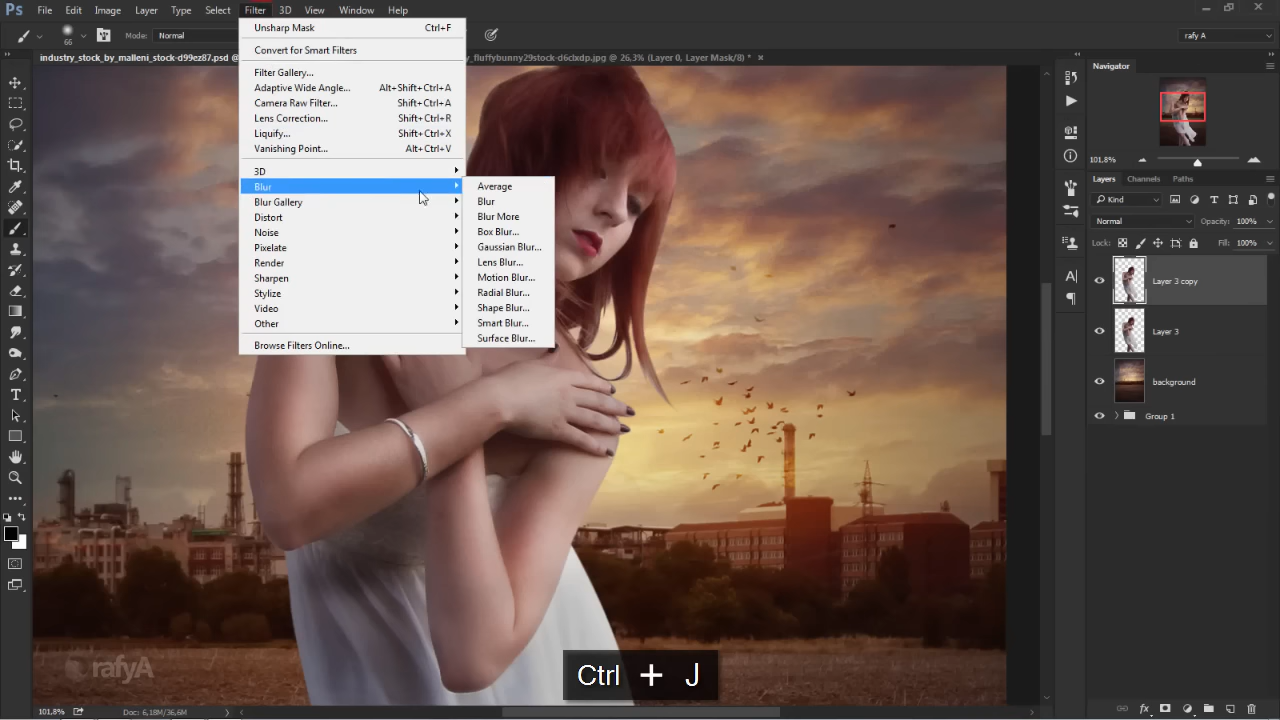 Ps File Edit Image Layer Type Select Filter 3D View Window Help
66 Mode: Normal
rafy A
industry_stock_by_malleni_stock-d99ez87.psd @
y_fluffybunny29stock-d6clxdp.jpg @ 26,3% (Layer 0, Layer Mask/8) *
Unsharp Mask Ctrl+F
Convert for Smart Filters
Filter Gallery...
Adaptive Wide Angle... Alt+Shift+Ctrl+A
Camera Raw Filter... Shift+Ctrl+A
Lens Correction... Shift+Ctrl+R
Liquify... Shift+Ctrl+X
Vanishing Point... Alt+Ctrl+V
3D
Blur
Blur Gallery
Distort
Noise
Pixelate
Render
Sharpen
Stylize
Video
Other
Browse Filters Online...
Average
Blur
Blur More
Box Blur...
Gaussian Blur...
Lens Blur...
Motion Blur...
Radial Blur...
Shape Blur...
Smart Blur...
Surface Blur...
Navigator
101,8%
Layers Channels Paths
Kind
Normal Opacity: 100%
Lock: Fill: 100%
Layer 3 copy
Layer 3
background
Group 1
rafyA
Ctrl + J
101,8% Doc: 6,18M/36,6M